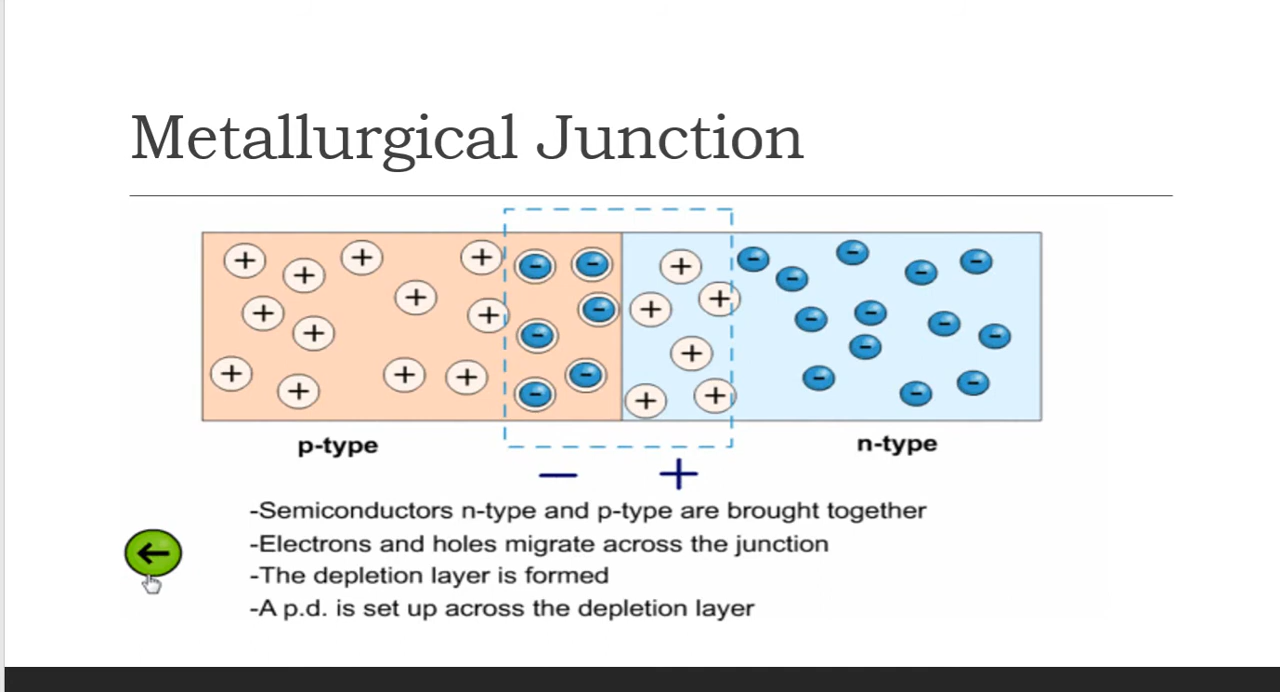 Metallurgical Junction
p-type
n-type
-Semiconductors n-type and p-type are brought together
-Electrons and holes migrate across the junction
-The depletion layer is formed
-A p.d. is set up across the depletion layer